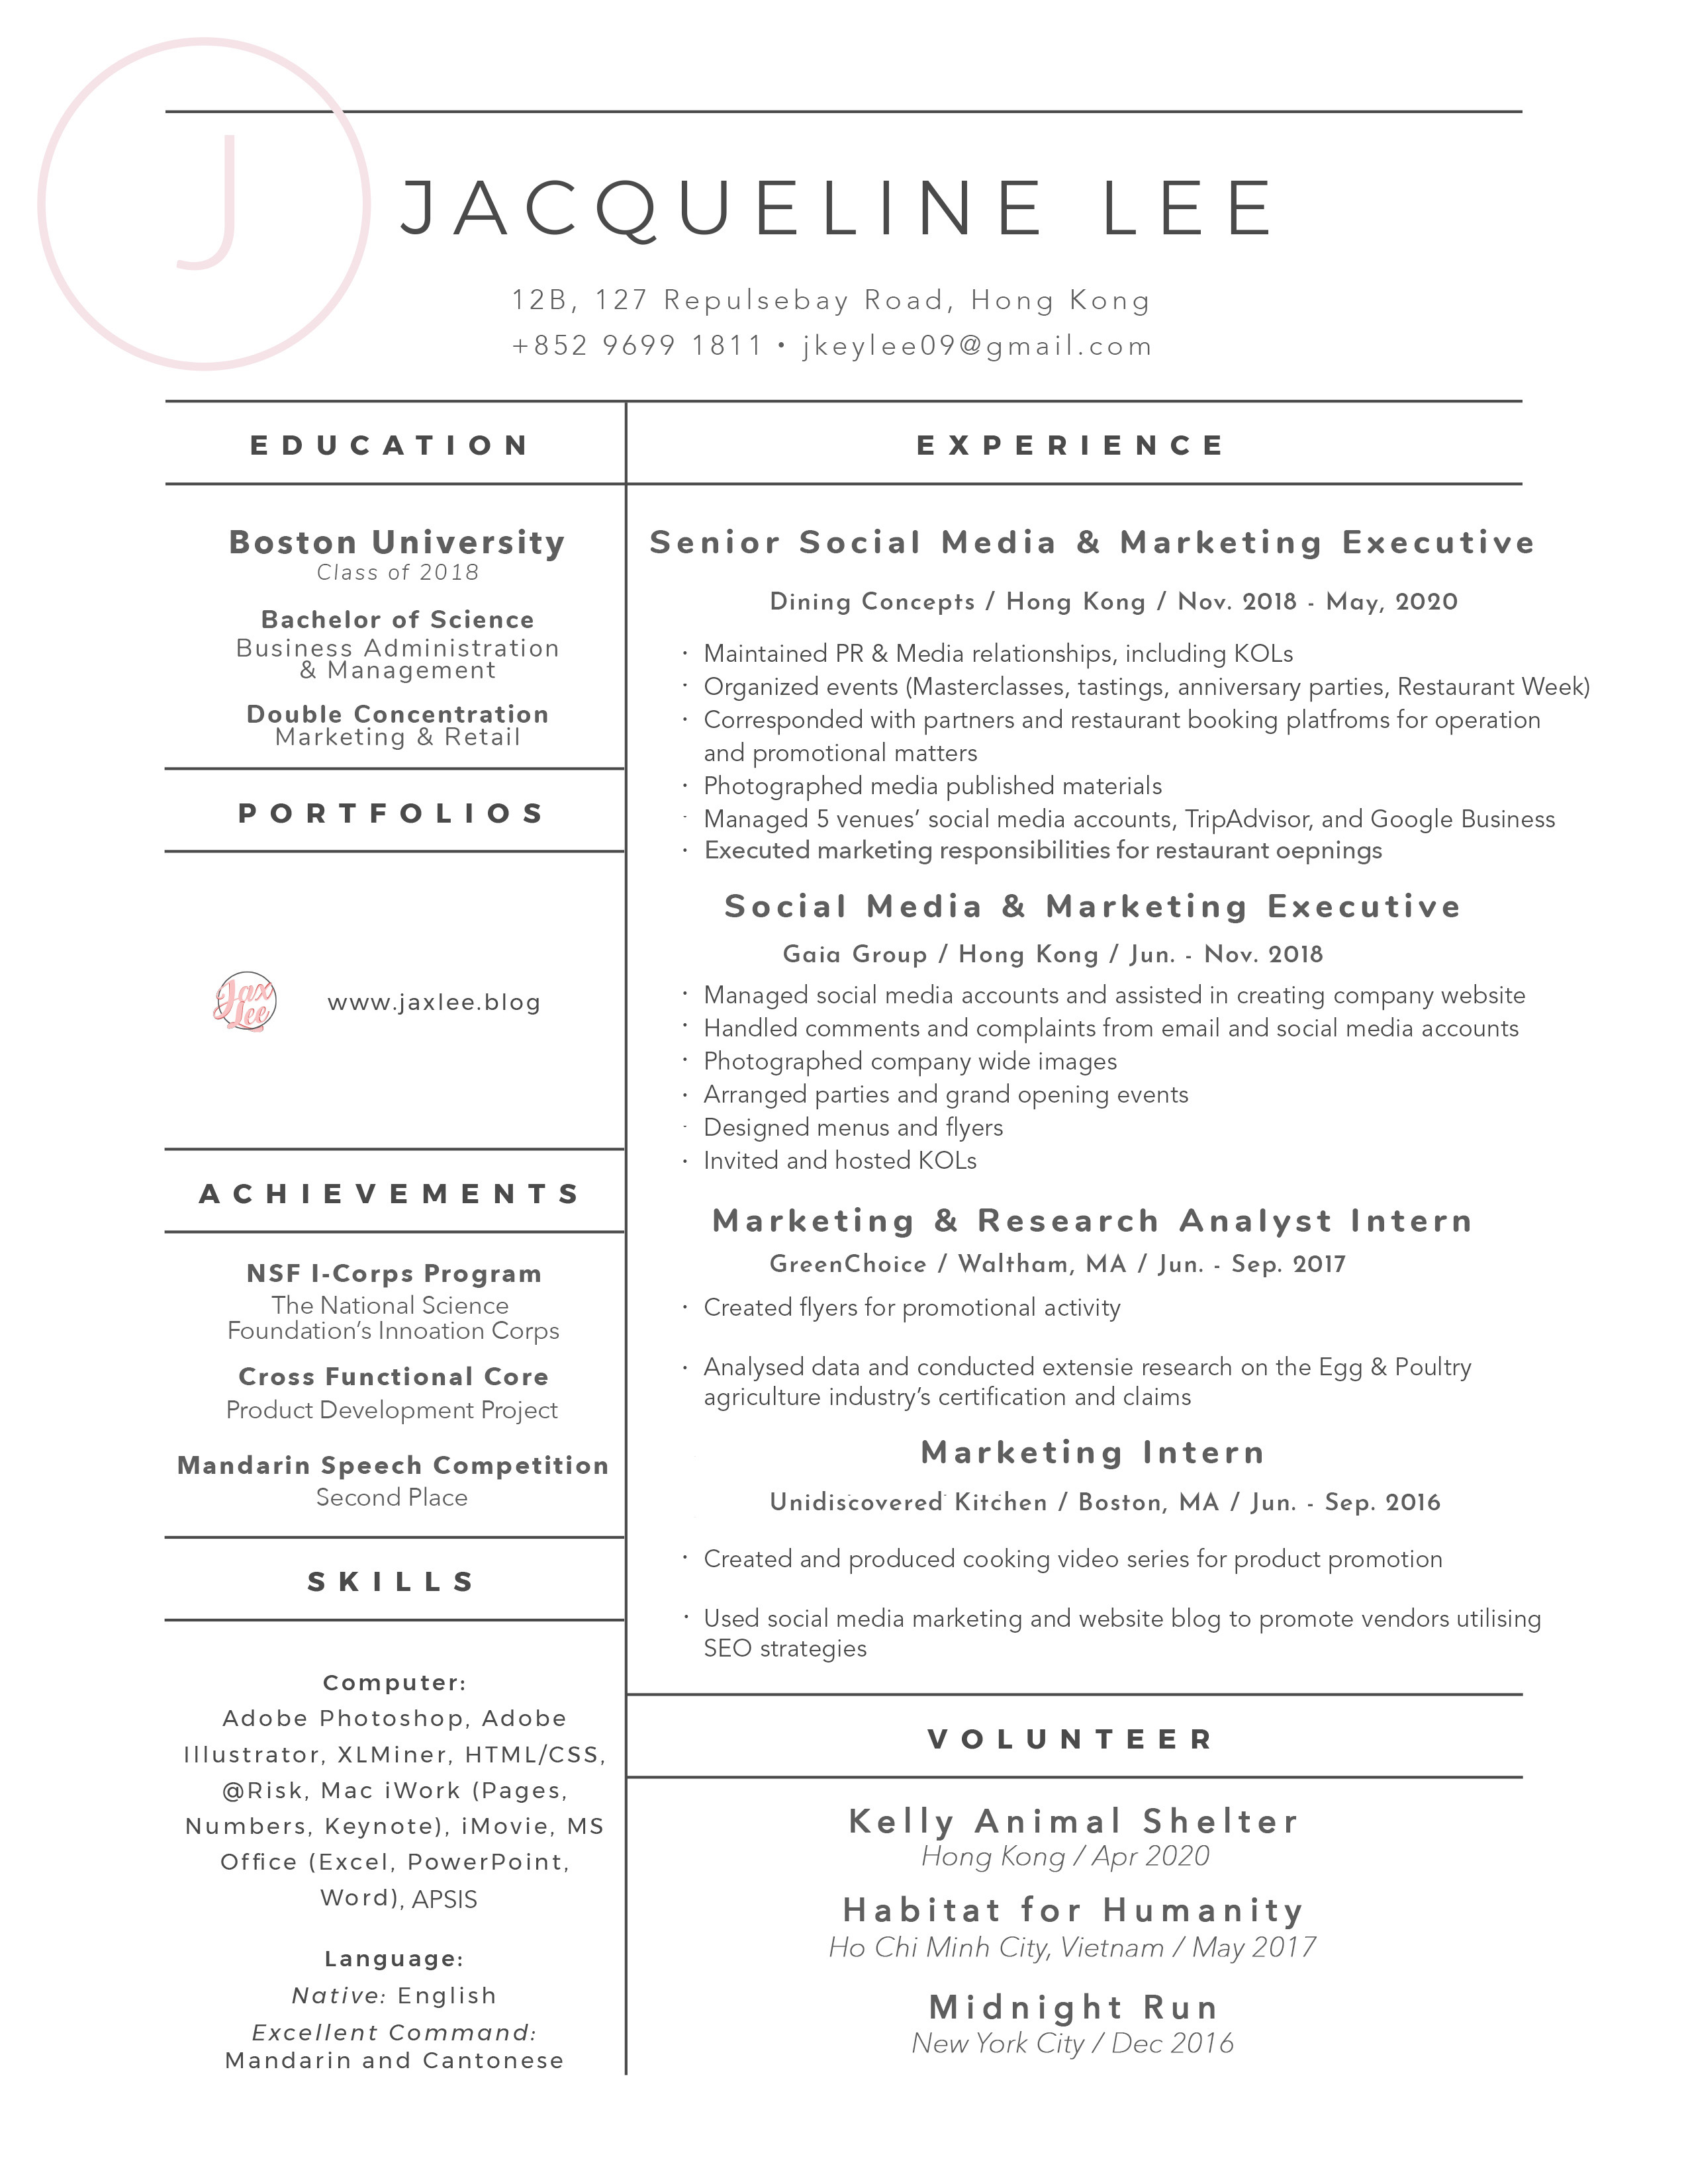 J
JACQUELINE LEE
12B, 127 Repulsebay Road, Hong Kong
+852 9699 1811 • jkeylee09@gmail.com
EDUCATION
Boston University
Class of 2018
Bachelor of Science
Business Administration
& Management
Double Concentration
Marketing & Retail
PORTFOLIOS
Jax
Lee
www.jaxlee.blog
ACHIEVEMENTS
NSF I-Corps Program
The National Science
Foundation's Innoation Corps
Cross Functional Core
Product Development Project
Mandarin Speech Competition
Second Place
SKILLS
Computer:
Adobe Photoshop, Adobe
Illustrator, XLMiner, HTML/CSS,
@Risk, Mac iWork (Pages,
Numbers, Keynote), iMovie, MS
Office (Excel, PowerPoint,
Word), APSIS
Language:
Native: English
Excellent Command:
Mandarin and Cantonese
EXPERIENCE
Senior Social Media & Marketing Executive
Dining Concepts / Hong Kong / Nov. 2018 - May, 2020
· Maintained PR & Media relationships, including KOLs
· Organized events (Masterclasses, tastings, anniversary parties, Restaurant Week)
· Corresponded with partners and restaurant booking platfroms for operation
and promotional matters
· Photographed media published materials
· Managed 5 venues' social media accounts, TripAdvisor, and Google Business
· Executed marketing responsibilities for restaurant oepnings
Social Media & Marketing Executive
Gaia Group / Hong Kong / Jun. - Nov. 2018
· Managed social media accounts and assisted in creating company website
· Handled comments and complaints from email and social media accounts
· Photographed company wide images
· Arranged parties and grand opening events
· Designed menus and flyers
· Invited and hosted KOLs
Marketing & Research Analyst Intern
GreenChoice / Waltham, MA / Jun. - Sep. 2017
· Created flyers for promotional activity
· Analysed data and conducted extensie research on the Egg & Poultry
agriculture industry's certification and claims
Marketing Intern
Unidiscovered Kitchen / Boston, MA / Jun. - Sep. 2016
· Created and produced cooking video series for product promotion
· Used social media marketing and website blog to promote vendors utilising
SEO strategies
VOLUNTEER
Kelly Animal Shelter
Hong Kong / Apr 2020
Habitat for Humanity
Ho Chi Minh City, Vietnam / May 2017
Midnight Run
New York City / Dec 2016